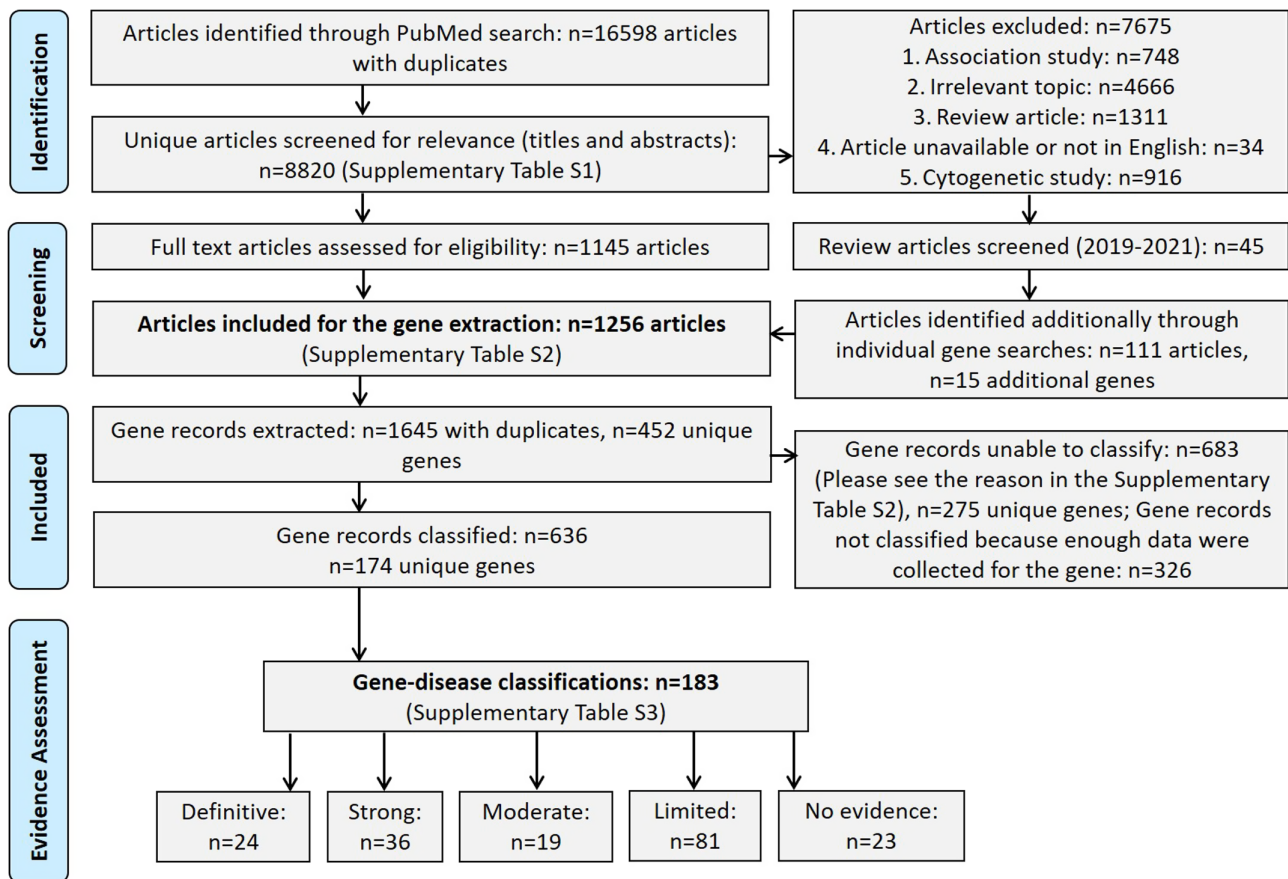 Identification
Articles identified through PubMed search: n=16598 articles
with duplicates
Unique articles screened for relevance (titles and abstracts):
n=8820 (Supplementary Table S1)
Articles excluded: n=7675
1. Association study: n=748
2. Irrelevant topic: n=4666
3. Review article: n=1311
4. Article unavailable or not in English: n=34
5. Cytogenetic study: n=916
Screening
Full text articles assessed for eligibility: n=1145 articles
Review articles screened (2019-2021): n=45
Articles included for the gene extraction: n=1256 articles
(Supplementary Table S2)
Articles identified additionally through
individual gene searches: n=111 articles,
n=15 additional genes
Included
Gene records extracted: n=1645 with duplicates, n=452 unique
genes
Gene records unable to classify: n=683
(Please see the reason in the Supplementary
Table S2), n=275 unique genes; Gene records
not classified because enough data were
collected for the gene: n=326
Gene records classified: n=636
n=174 unique genes
Evidence Assessment
Gene-disease classifications: n=183
(Supplementary Table S3)
Definitive:
n=24
Strong:
n=36
Moderate:
n=19
Limited:
n=81
No evidence:
n=23